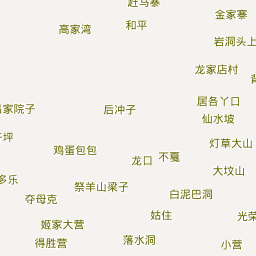 赶马寨
金家寨
高家湾
和平
岩洞头上
龙家店村
居各丫口
后冲子
仙水坡
家院子
坪
灯草大山
鸡蛋包包
龙口
不戛
大坟山
多乐
祭羊山梁子
白泥巴洞
夺母克
姑住
光荣
姬家大营
得胜营
落水洞
小营